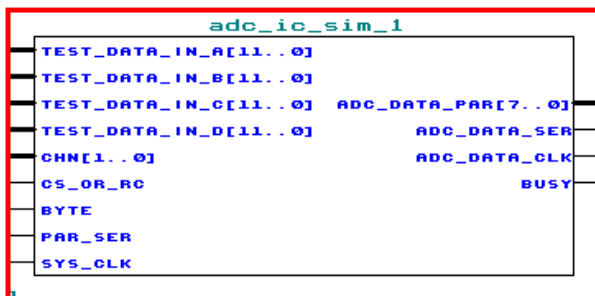 adc_ic_sim_1
TEST_DATA_IN_A[11..0]
TEST_DATA_IN_B[11..0]
TEST_DATA_IN_C[11..0] ADC_DATA_PAR[7..0]
TEST_DATA_IN_D[11..0] ADC_DATA_SER
CHN[1..0] ADC_DATA_CLK
CS_OR_RC BUSY
BYTE
PAR_SER
SYS_CLK